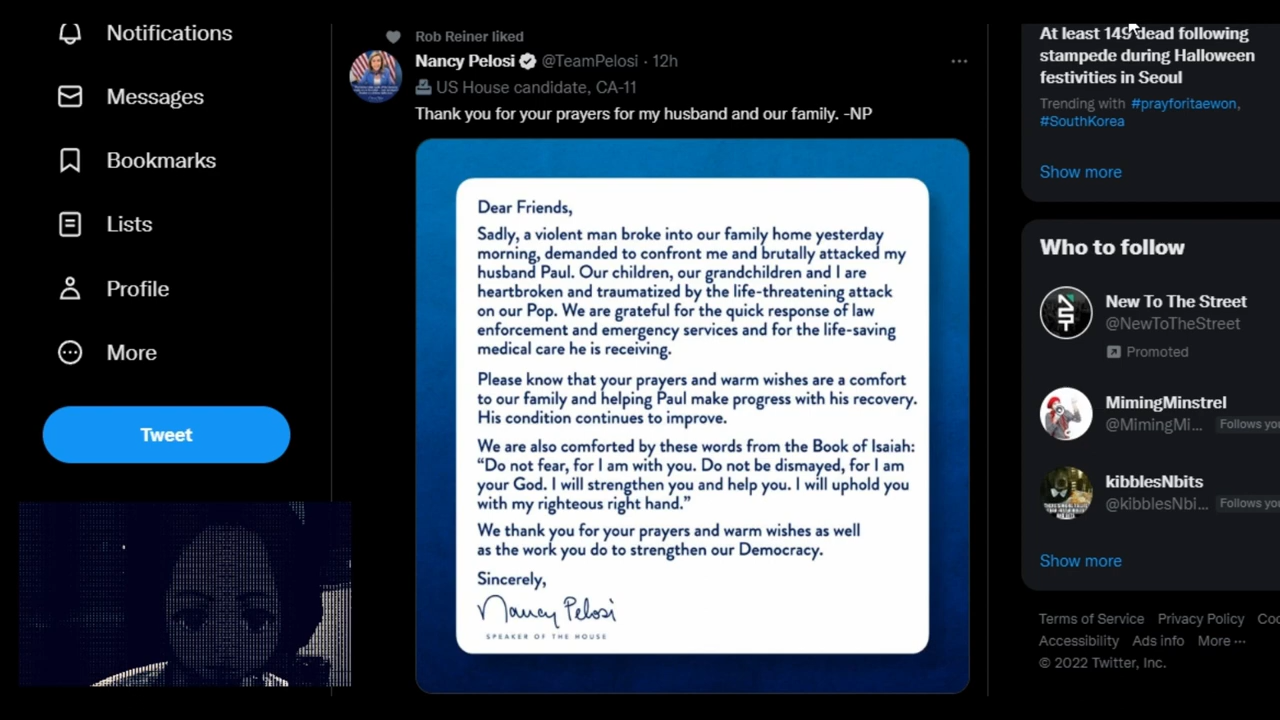 Notifications
Messages
Bookmarks
Lists
Profile
More
Tweet
Rob Reiner liked
Nancy Pelosi @TeamPelosi · 12h
US House candidate, CA-11
Thank you for your prayers for my husband and our family. -NP
Dear Friends,
Sadly, a violent man broke into our family home yesterday
morning, demanded to confront me and brutally attacked my
husband Paul. Our children, our grandchildren and I are
heartbroken and traumatized by the life-threatening attack
on our Pop. We are grateful for the quick response of law
enforcement and emergency services and for the life-saving
medical care he is receiving.
Please know that your prayers and warm wishes are a comfort
to our family and helping Paul make progress with his recovery.
His condition continues to improve.
We are also comforted by these words from the Book of Isaiah:
“Do not fear, for I am with you. Do not be dismayed, for I am
your God. I will strengthen you and help you. I will uphold you
with my righteous right hand.”
We thank you for your prayers and warm wishes as well
as the work you do to strengthen our Democracy.
Sincerely,
Nancy Pelosi
SPEAKER OF THE HOUSE
At least 149 dead following
stampede during Halloween
festivities in Seoul
Trending with #prayforitaewon,
#SouthKorea
Show more
Who to follow
New To The Street
@NewToTheStreet
Promoted
MimingMinstrel
@MimingMi... Follows you
kibblesNbits
@kibblesNbi... Follows you
Show more
Terms of Service Privacy Policy Coo
Accessibility Ads info More ···
© 2022 Twitter, Inc.